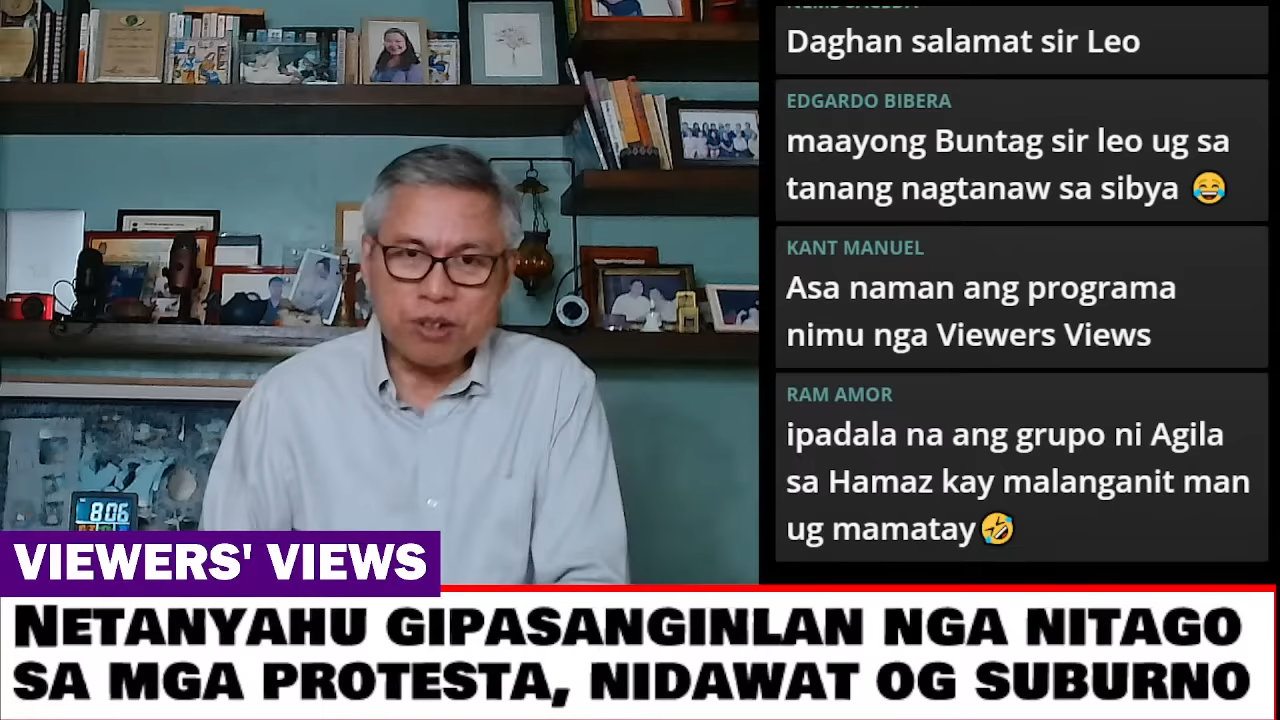 Daghan salamat sir Leo
EDGARDO BIBERA
maayong Buntag sir leo ug sa
tanang nagtanaw sa sibya 😂
KANT MANUEL
Asa naman ang programa
nimu nga Viewers Views
RAM AMOR
ipadala na ang grupo ni Agila
sa Hamaz kay malanganit man
ug mamatay🤣
8:06
VIEWERS' VIEWS
NETANYAHU GIPASANGINLAN NGA NITAGO
SA MGA PROTESTA, NIDAWAT OG SUBURNO